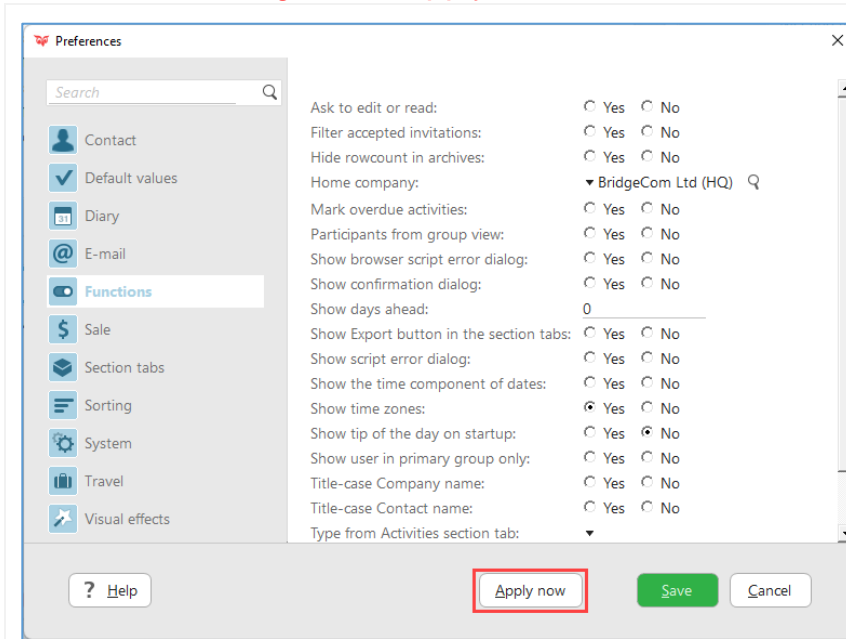 Preferences
Search
Contact
Default values
31
Diary
@
E-mail
Functions
$
Sale
Section tabs
Sorting
System
Travel
Visual effects
Ask to edit or read: Yes No
Filter accepted invitations: Yes No
Hide rowcount in archives: Yes No
Home company: BridgeCom Ltd (HQ)
Mark overdue activities: Yes No
Participants from group view: Yes No
Show browser script error dialog: Yes No
Show confirmation dialog: Yes No
Show days ahead: 0
Show Export button in the section tabs: Yes No
Show script error dialog: Yes No
Show the time component of dates: Yes No
Show time zones: Yes No
Show tip of the day on startup: Yes No
Show user in primary group only: Yes No
Title-case Company name: Yes No
Title-case Contact name: Yes No
Type from Activities section tab:
? Help
Apply now
Save
Cancel